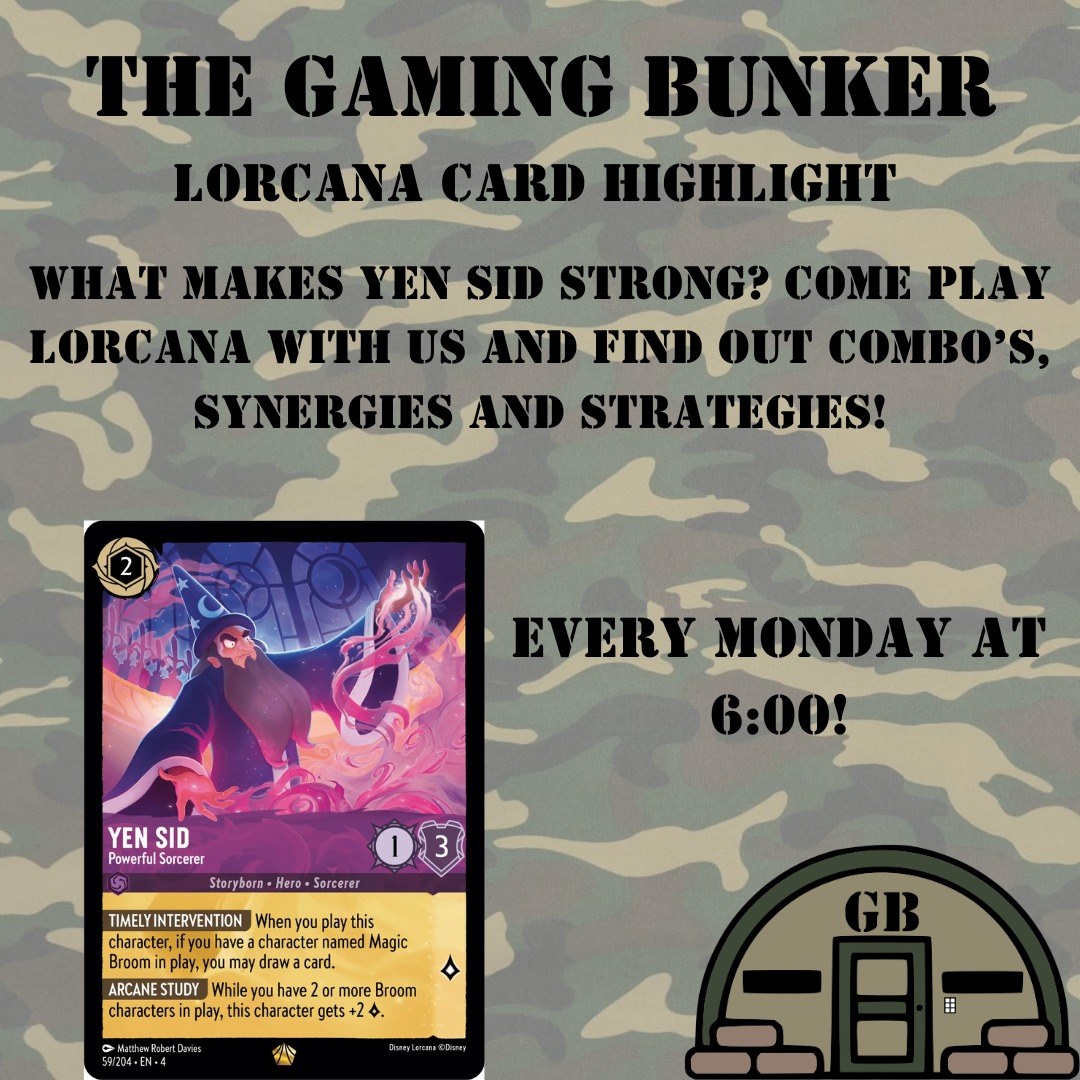 THE GAMING BUNKER
LORCANA CARD HIGHLIGHT
WHAT MAKES YEN SID STRONG? COME PLAY
LORCANA WITH US AND FIND OUT COMBO'S,
SYNERGIES AND STRATEGIES!
2
EVERY MONDAY AT
6:00!
YEN SID
Powerful Sorcerer
1
3
Storyborn • Hero • Sorcerer
TIMELY INTERVENTION When you play this
character, if you have a character named Magic
Broom in play, you may draw a card.
ARCANE STUDY While you have 2 or more Broom
characters in play, this character gets +2 .
Matthew Robert Davies
59/204 • EN • 4
Disney Lorcana ©Disney
GB